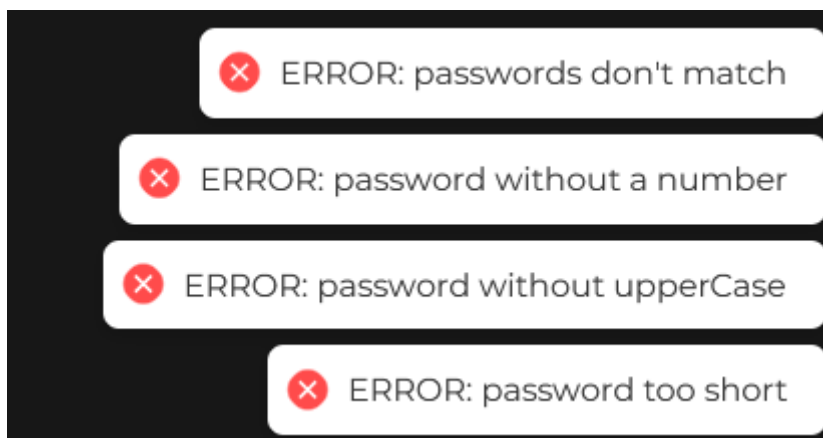 ERROR: passwords don't match
ERROR: password without a number
ERROR: password without upperCase
ERROR: password too short